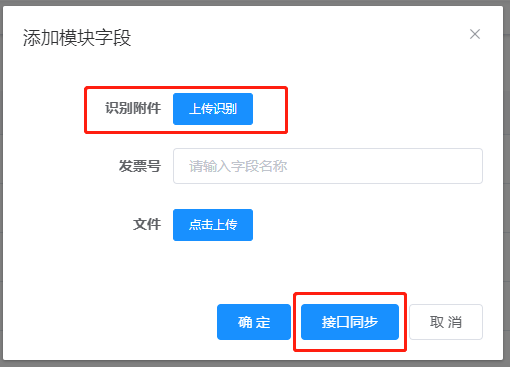 添加模块字段
识别附件 上传识别
发票号 请输入字段名称
文件 点击上传
确 定 接口同步 取 消